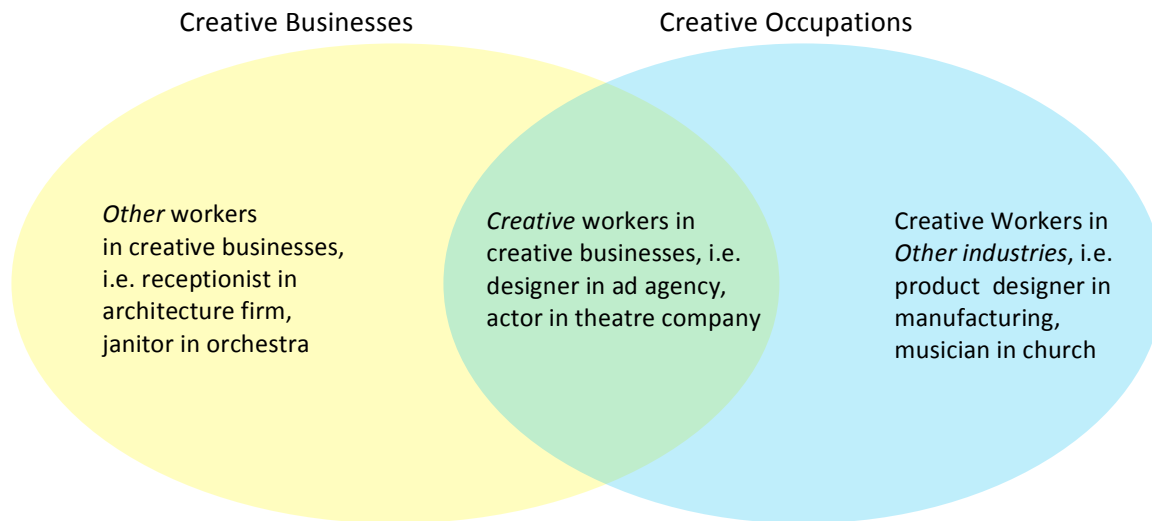 Creative Businesses
Creative Occupations
Other workers
in creative businesses,
i.e. receptionist in
architecture firm,
janitor in orchestra
Creative workers in
creative businesses, i.e.
designer in ad agency,
actor in theatre company
Creative Workers in
Other industries, i.e.
product  designer in
manufacturing,
musician in church